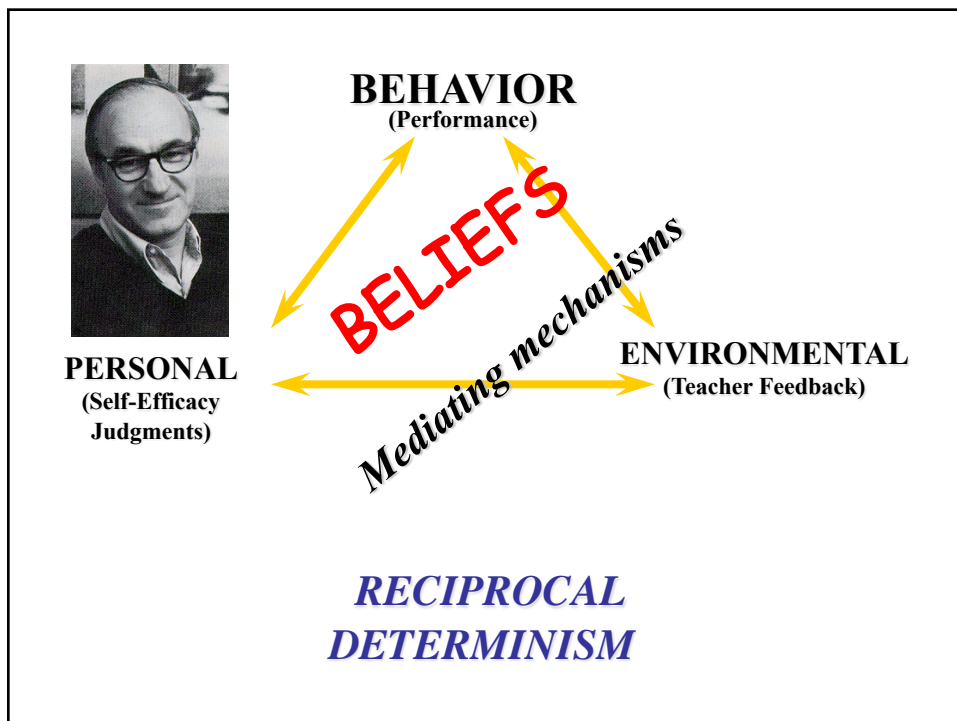 BEHAVIOR
(Performance)
BELIEFS
Mediating mechanisms
PERSONAL
(Self-Efficacy
Judgments)
ENVIRONMENTAL
(Teacher Feedback)
RECIPROCAL
DETERMINISM